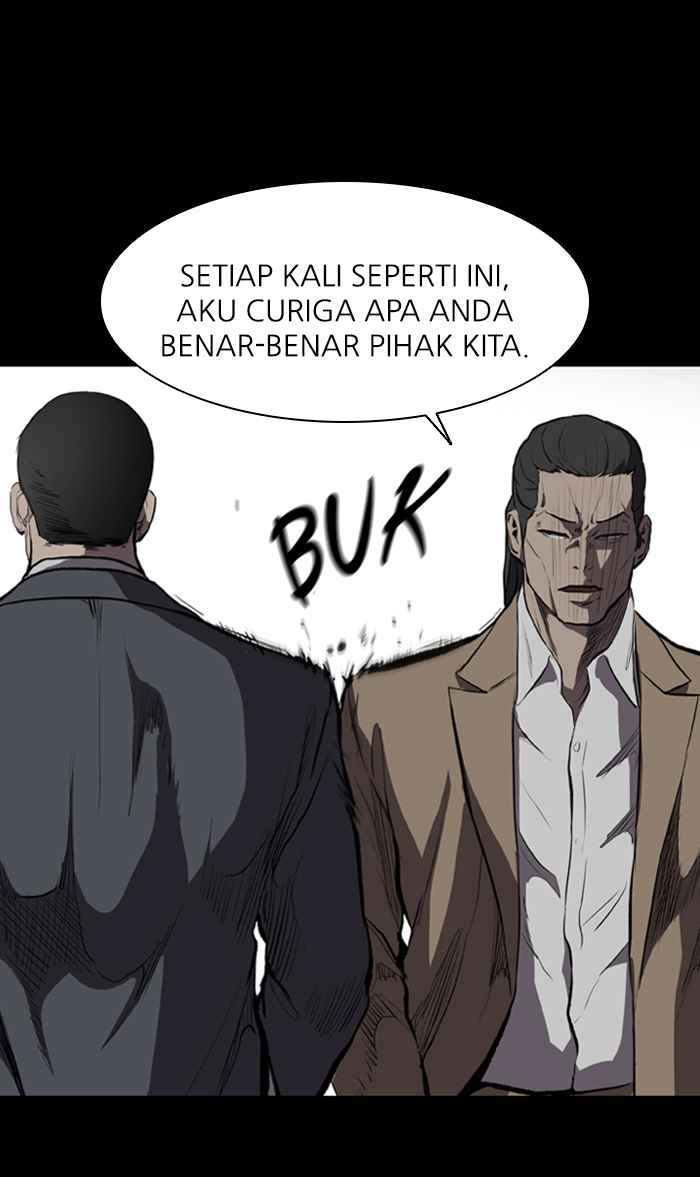 SETIAP KALI SEPERTI INI,
AKU CURIGA APA ANDA
BENAR-BENAR PIHAK KITA.
BUK